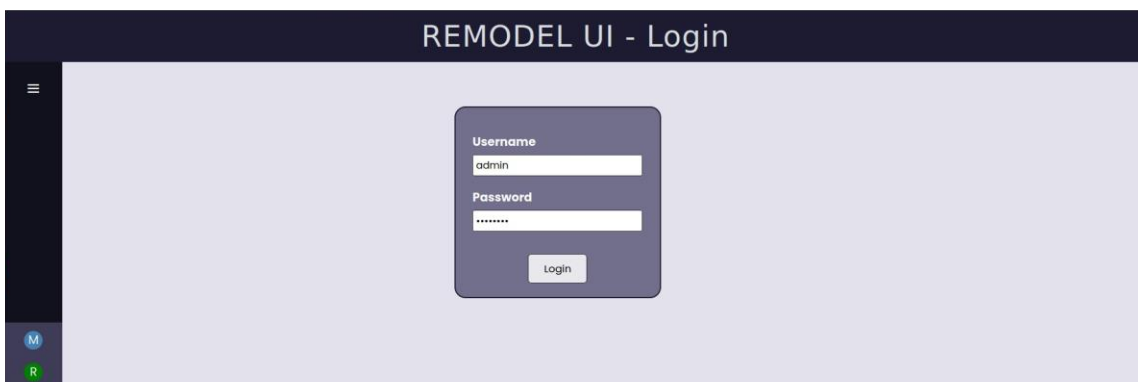 REMODEL UI - Login
Username
admin
Password
••••••••
Login
M
R